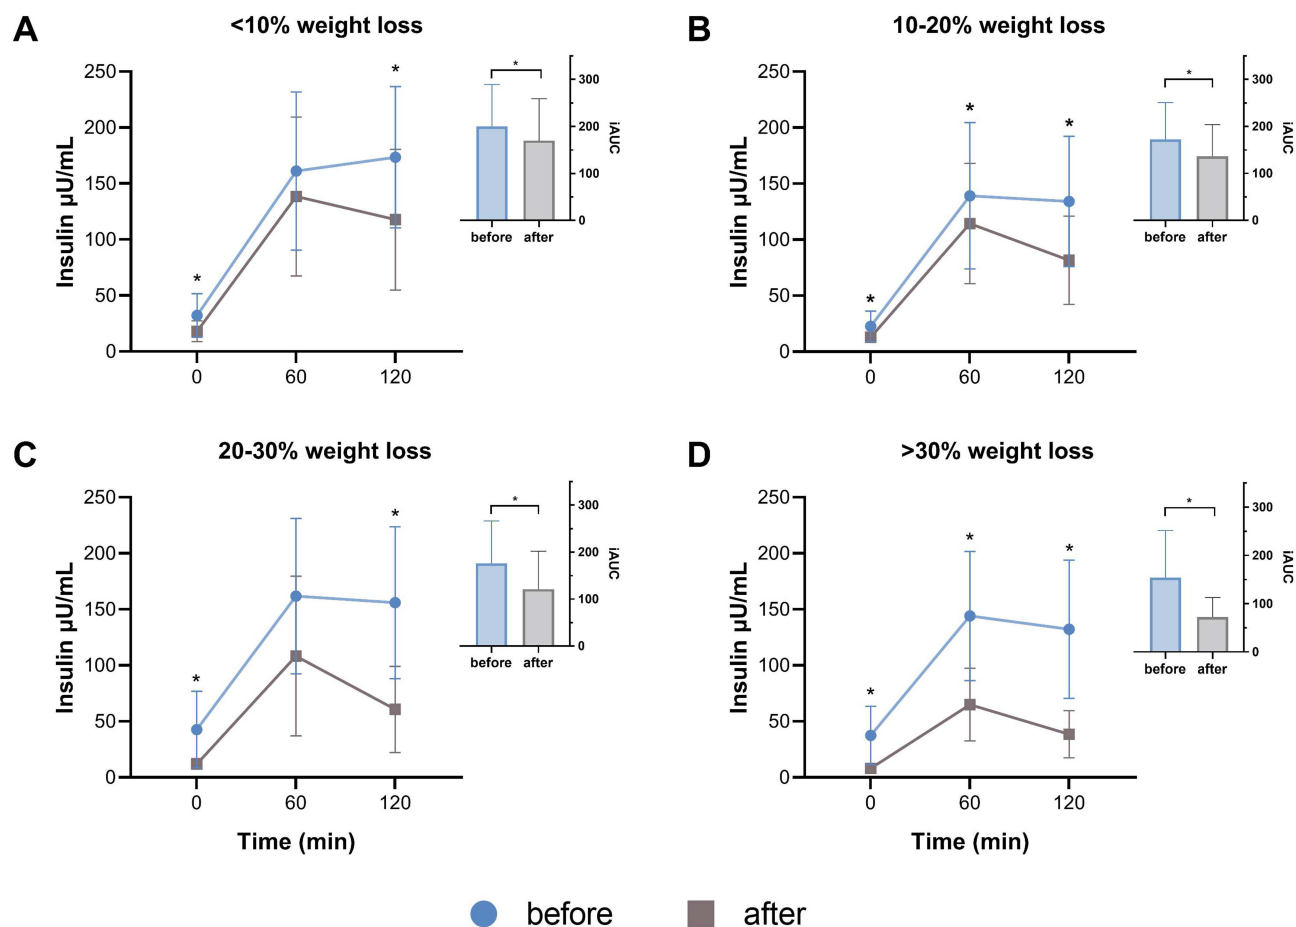 A
<10% weight loss
Insulin µU/mL
250
200
150
100
50
0
0
60
120
*
*
*
300
200
100
0
iAUC
before
after
B
10-20% weight loss
Insulin µU/mL
250
200
150
100
50
0
0
60
120
*
*
*
*
300
200
100
0
iAUC
before
after
C
20-30% weight loss
Insulin µU/mL
250
200
150
100
50
0
0
60
120
Time (min)
*
*
*
300
200
100
0
iAUC
before
after
D
>30% weight loss
Insulin µU/mL
250
200
150
100
50
0
0
60
120
Time (min)
*
*
*
*
300
200
100
0
iAUC
before
after
before
after